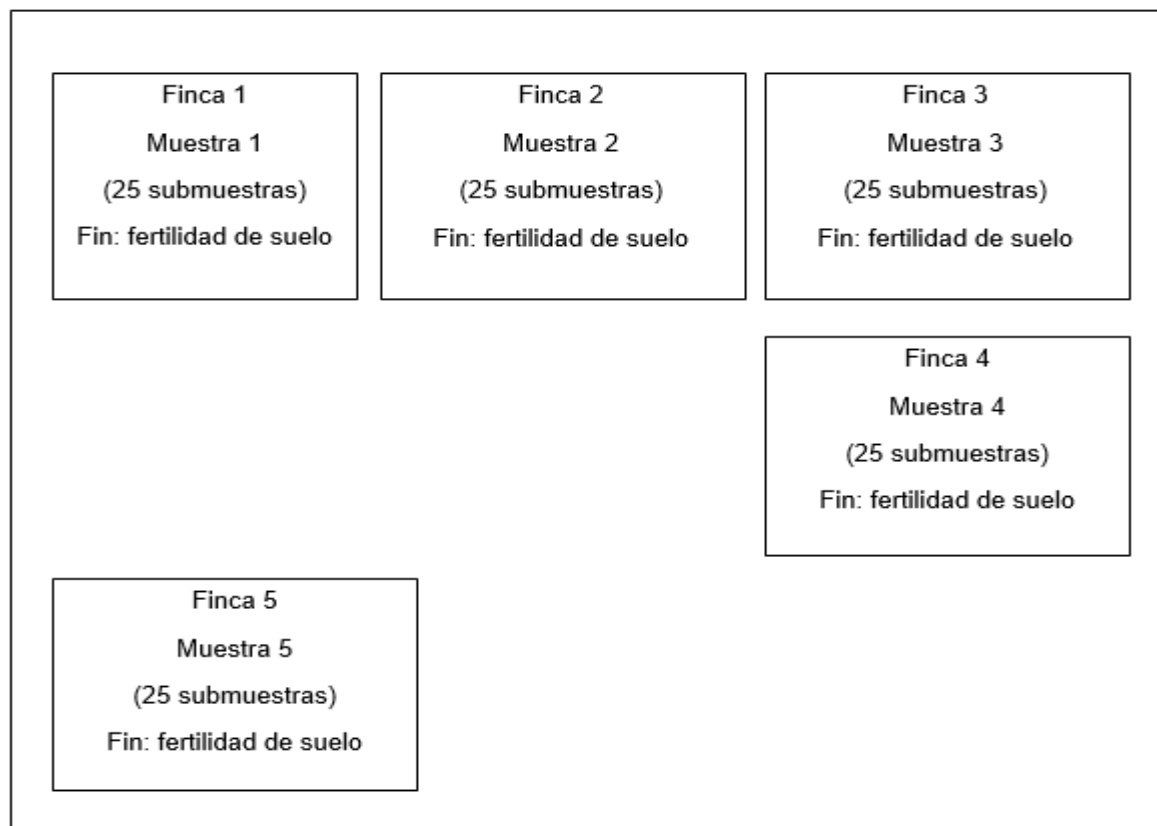 Finca 1
Muestra 1
(25 submuestras)
Fin: fertilidad de suelo
Finca 2
Muestra 2
(25 submuestras)
Fin: fertilidad de suelo
Finca 3
Muestra 3
(25 submuestras)
Fin: fertilidad de suelo
Finca 4
Muestra 4
(25 submuestras)
Fin: fertilidad de suelo
Finca 5
Muestra 5
(25 submuestras)
Fin: fertilidad de suelo